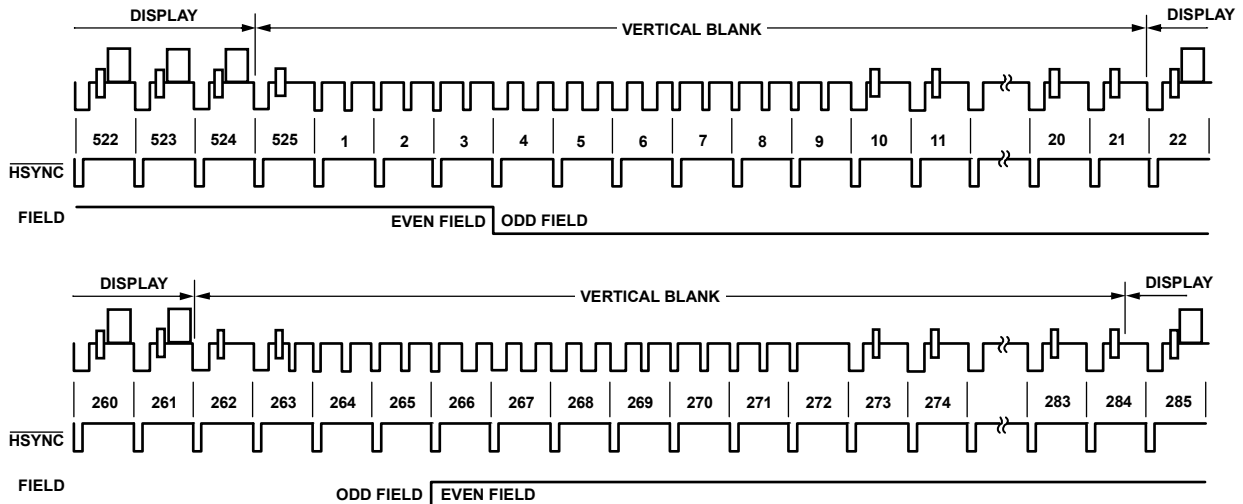 DISPLAY VERTICAL BLANK DISPLAY
522 523 524 525 1 2 3 4 5 6 7 8 9 10 11 20 21 22
HSYNC
FIELD EVEN FIELD ODD FIELD
DISPLAY VERTICAL BLANK DISPLAY
260 261 262 263 264 265 266 267 268 269 270 271 272 273 274 283 284 285
HSYNC
FIELD ODD FIELD EVEN FIELD